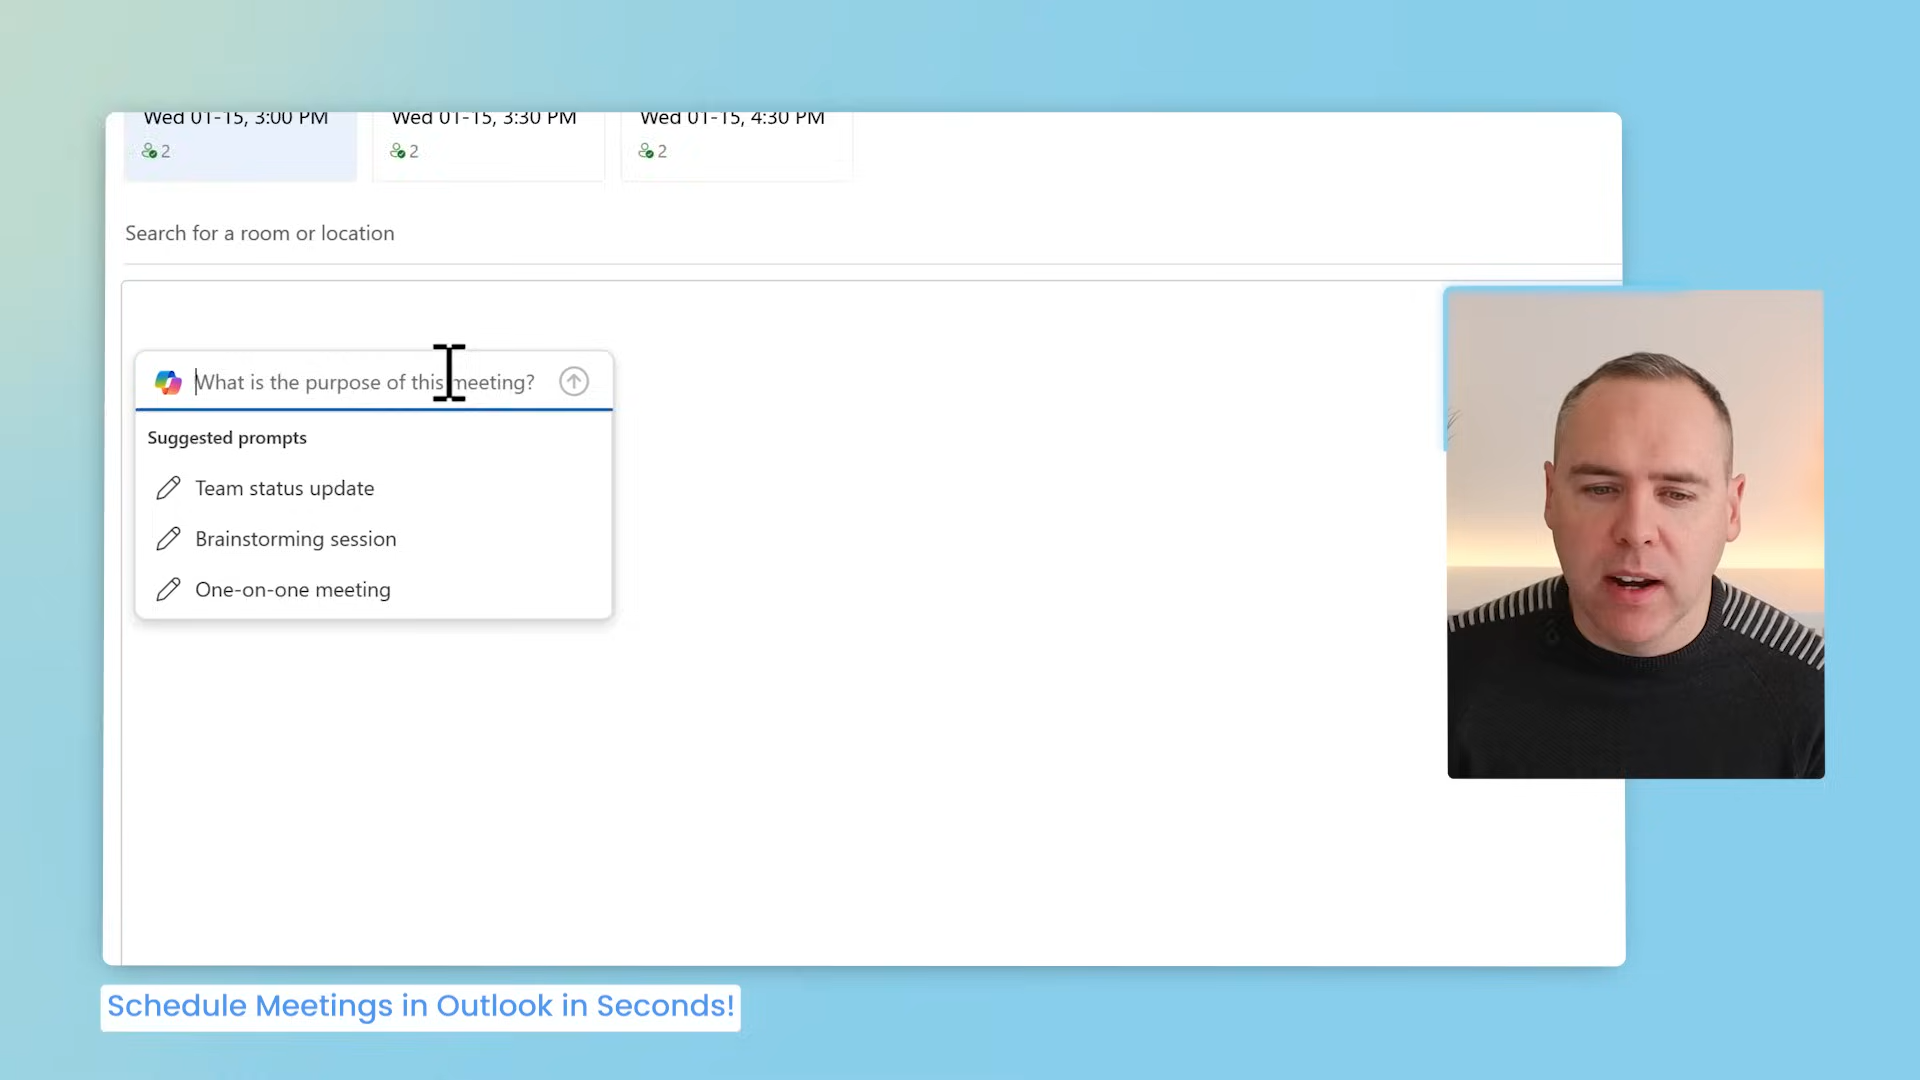 Wed 01-15, 3:00 PM
Wed 01-15, 3:30 PM
Wed 01-15, 4:30 PM
2
2
2
Search for a room or location
What is the purpose of this meeting?
Suggested prompts
Team status update
Brainstorming session
One-on-one meeting
Schedule Meetings in Outlook in Seconds!